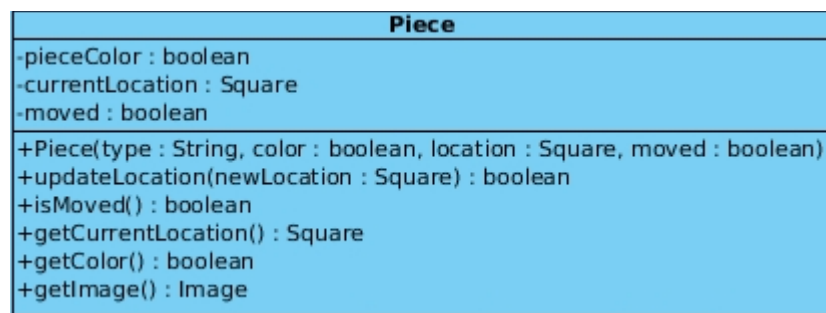 Piece
-pieceColor : boolean
-currentLocation : Square
-moved : boolean
+Piece(type : String, color : boolean, location : Square, moved : boolean)
+updateLocation(newLocation : Square) : boolean
+isMoved() : boolean
+getCurrentLocation() : Square
+getColor() : boolean
+getImage() : Image